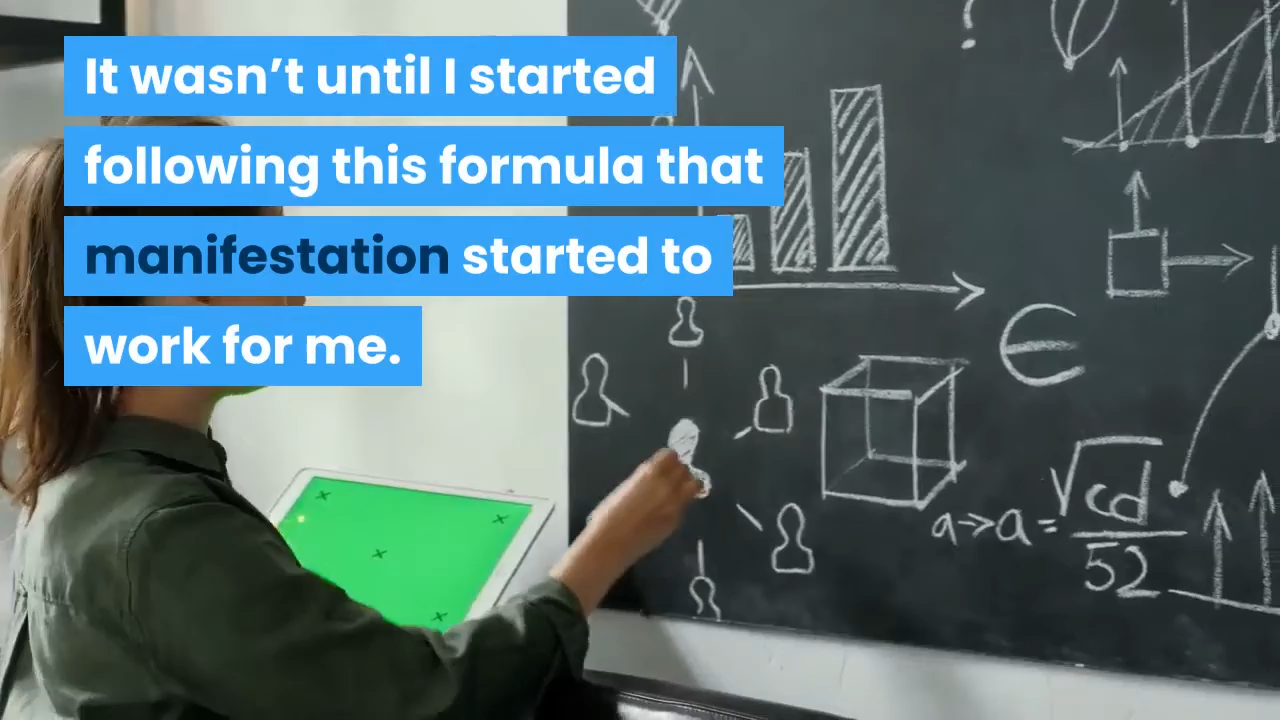 It wasn’t until I started
following this formula that
manifestation started to
work for me.
?
Є
a→a = √cd
52